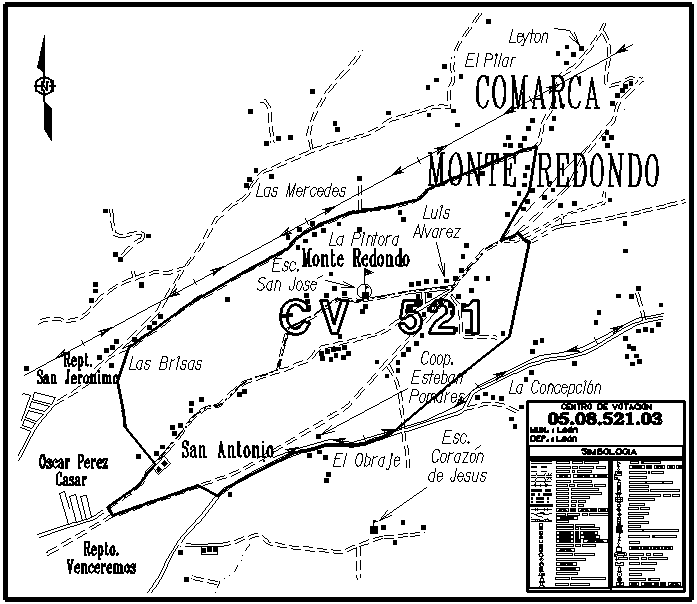 Leyton
El Pilar
COMARCA
N
MONTE REDONDO
Las Mercedes
Luis
Alvarez
La Pintora
Monte Redondo
Esc.
San Jose
CV 521
Rept.
San Jeronimo
Las Brisas
Coop.
Esteban
Pomares
La Concepción
CENTRO DE VOTACION
05.08.521.03
MUN.: León
DEP.: León
SIMBOLOGIA
San Antonio
Esc.
Corazón
de Jesus
El Obraje
Oscar Perez
Casar
Repto.
Venceremos